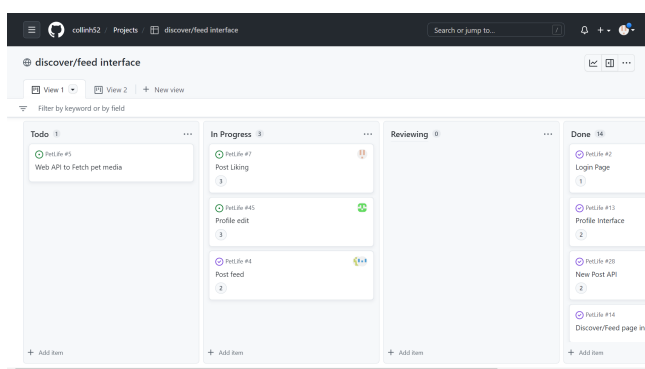 collinh52 / Projects / discover/feed interface
Search or jump to... /
discover/feed interface
View 1
View 2
+ New view
Filter by keyword or by field
Todo 1
PetLife #5
Web API to Fetch pet media
+ Add item
In Progress 3
PetLife #7
Post Liking
3
PetLife #45
Profile edit
3
PetLife #4
Post feed
2
+ Add item
Reviewing 0
+ Add item
Done 14
PetLife #2
Login Page
1
PetLife #13
Profile Interface
2
PetLife #28
New Post API
2
PetLife #14
Discover/Feed page in
+ Add item